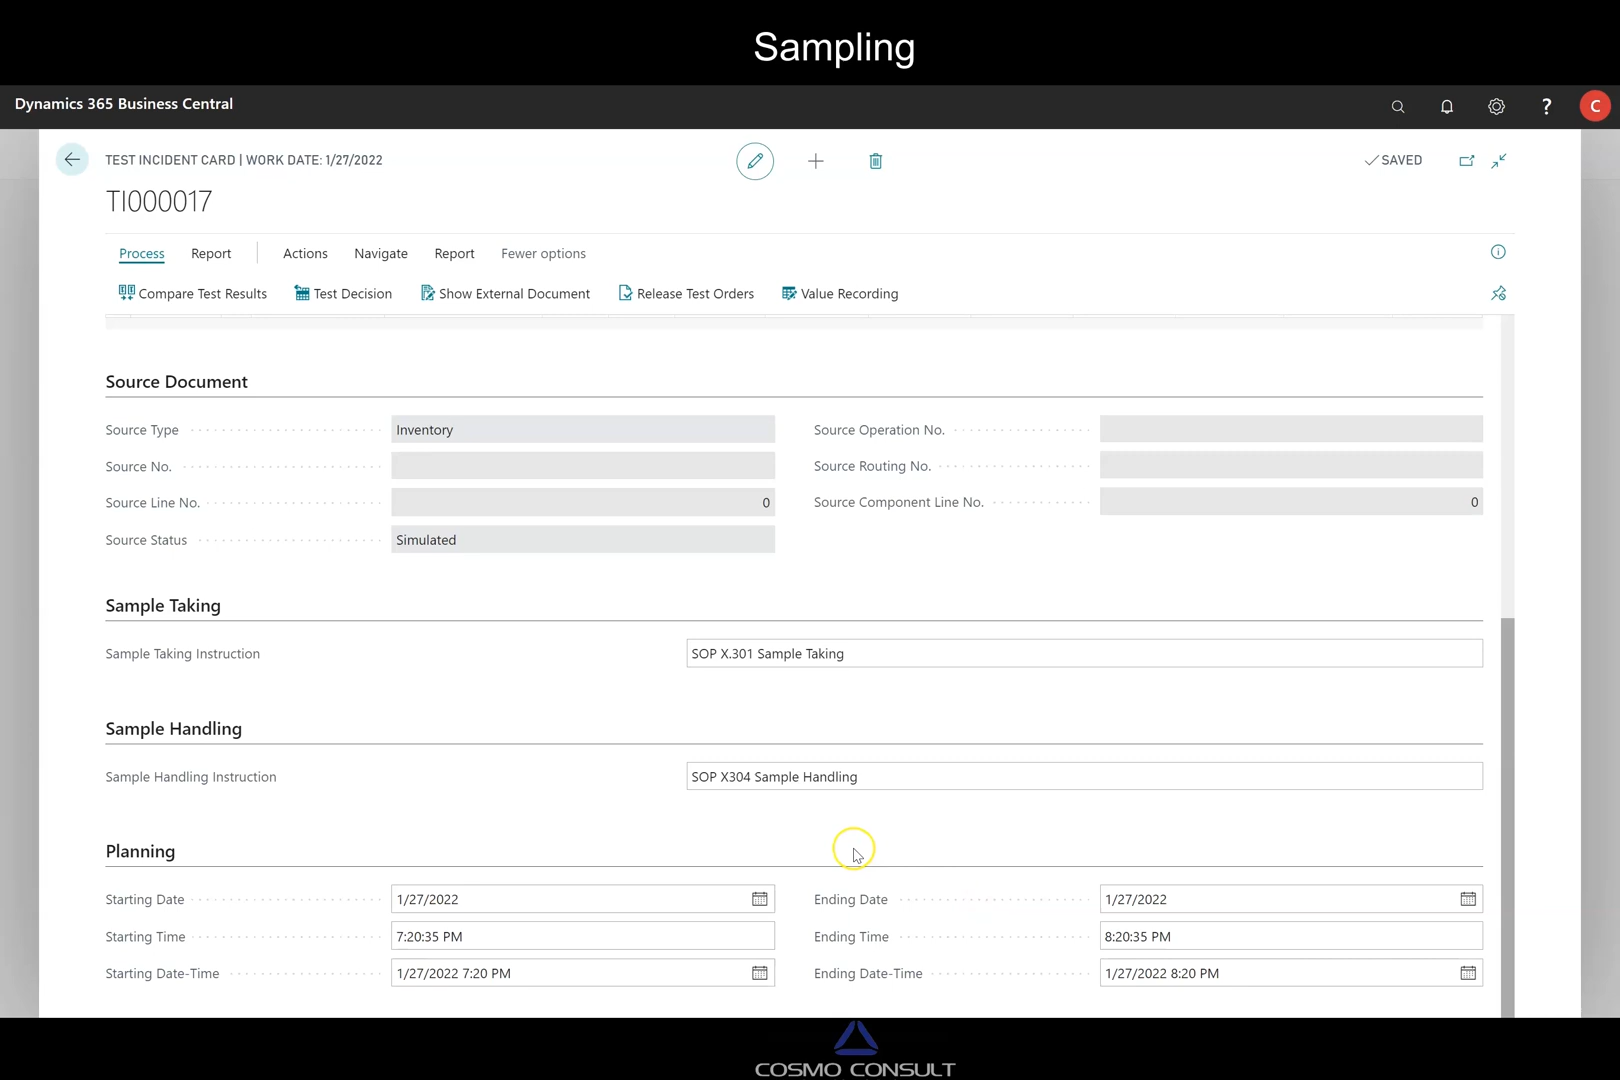 Sampling
Dynamics 365 Business Central
? C
TEST INCIDENT CARD | WORK DATE: 1/27/2022
SAVED
TI000017
Process Report Actions Navigate Report Fewer options
Compare Test Results Test Decision Show External Document Release Test Orders Value Recording
Source Document
Source Type Inventory Source Operation No.
Source No. Source Routing No.
Source Line No. 0 Source Component Line No. 0
Source Status Simulated
Sample Taking
Sample Taking Instruction SOP X.301 Sample Taking
Sample Handling
Sample Handling Instruction SOP X304 Sample Handling
Planning
Starting Date 1/27/2022 Ending Date 1/27/2022
Starting Time 7:20:35 PM Ending Time 8:20:35 PM
Starting Date-Time 1/27/2022 7:20 PM Ending Date-Time 1/27/2022 8:20 PM
COSMO CONSULT